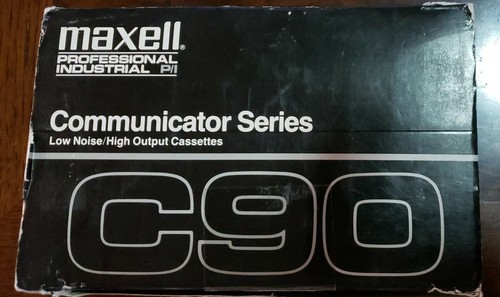 maxell®
PROFESSIONAL
INDUSTRIAL P/I
Communicator Series
Low Noise/High Output Cassettes
C90